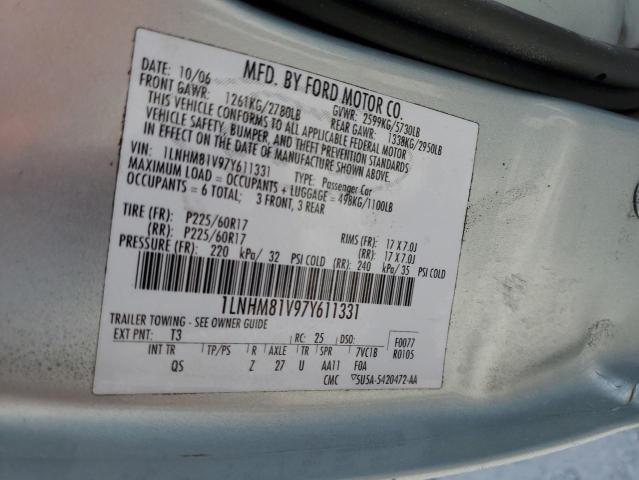 MFD. BY FORD MOTOR CO.
DATE: 10/06 GVWR: 2599KG/5730LB
FRONT GAWR: 1261KG/2780LB REAR GAWR: 1338KG/2950LB
THIS VEHICLE CONFORMS TO ALL APPLICABLE FEDERAL MOTOR
VEHICLE SAFETY, BUMPER, AND THEFT PREVENTION STANDARDS
IN EFFECT ON THE DATE OF MANUFACTURE SHOWN ABOVE.
VIN: 1LNHM81V97Y611331 TYPE: Passenger Car
MAXIMUM LOAD = OCCUPANTS + LUGGAGE = 498KG/1100LB
OCCUPANTS = 6 TOTAL; 3 FRONT, 3 REAR
TIRE (FR): P225/60R17 RIMS (FR): 17 X 7.0J
(RR): P225/60R17 (RR): 17 X 7.0J
PRESSURE (FR): 220 kPa/ 32 PSI COLD (RR): 240 kPa/ 35 PSI COLD
1LNHM81V97Y611331
TRAILER TOWING - SEE OWNER GUIDE
EXT PNT: T3 RC: 25 DSO: F0077
INT TR TP/PS R AXLE TR SPR 7VC1B R0105
QS Z 27 U AA11 F0A
CMC 5U5A-5420472-AA